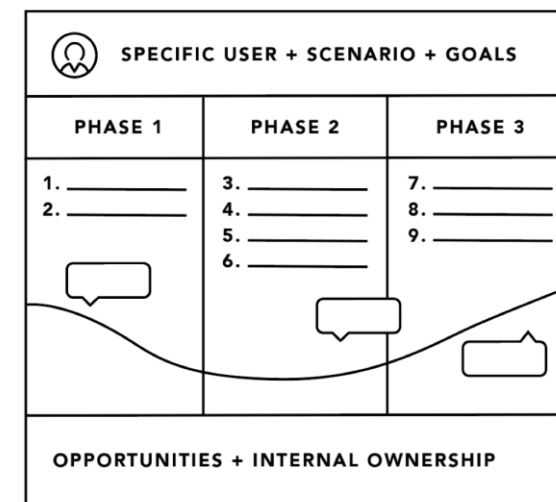 SPECIFIC USER + SCENARIO + GOALS
PHASE 1
PHASE 2
PHASE 3
1.
2.
3.
4.
5.
6.
7.
8.
9.
OPPORTUNITIES + INTERNAL OWNERSHIP